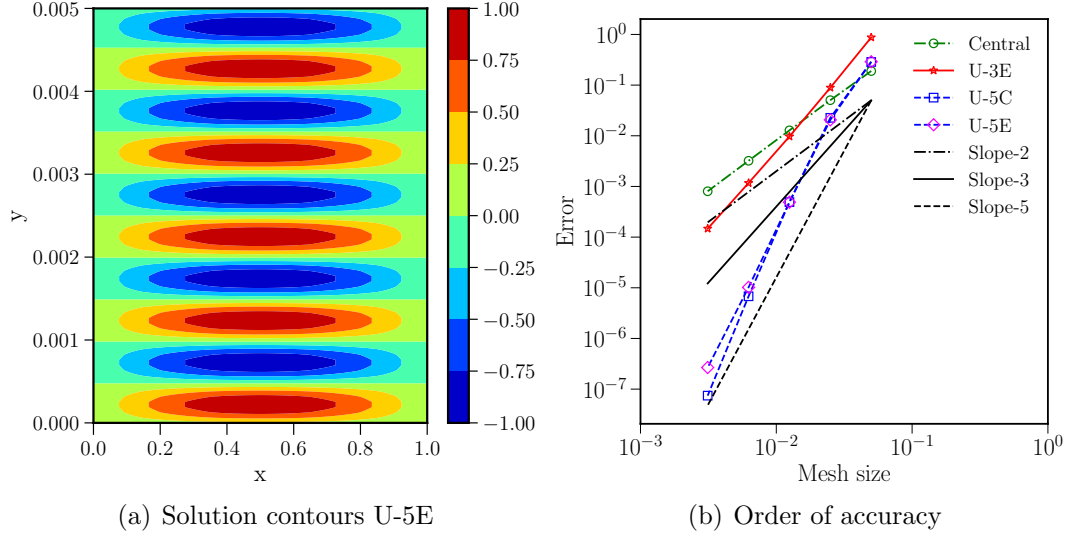 0.005
0.004
0.003
0.002
0.001
0.000
y
0.0
0.2
0.4
0.6
0.8
1.0
x
1.00
0.75
0.50
0.25
0.00
−0.25
−0.50
−0.75
−1.00
(a) Solution contours U-5E
10^0
10^−1
10^−2
10^−3
10^−4
10^−5
10^−6
10^−7
Error
10^−3
10^−2
10^−1
10^0
Mesh size
Central
U-3E
U-5C
U-5E
Slope-2
Slope-3
Slope-5
(b) Order of accuracy